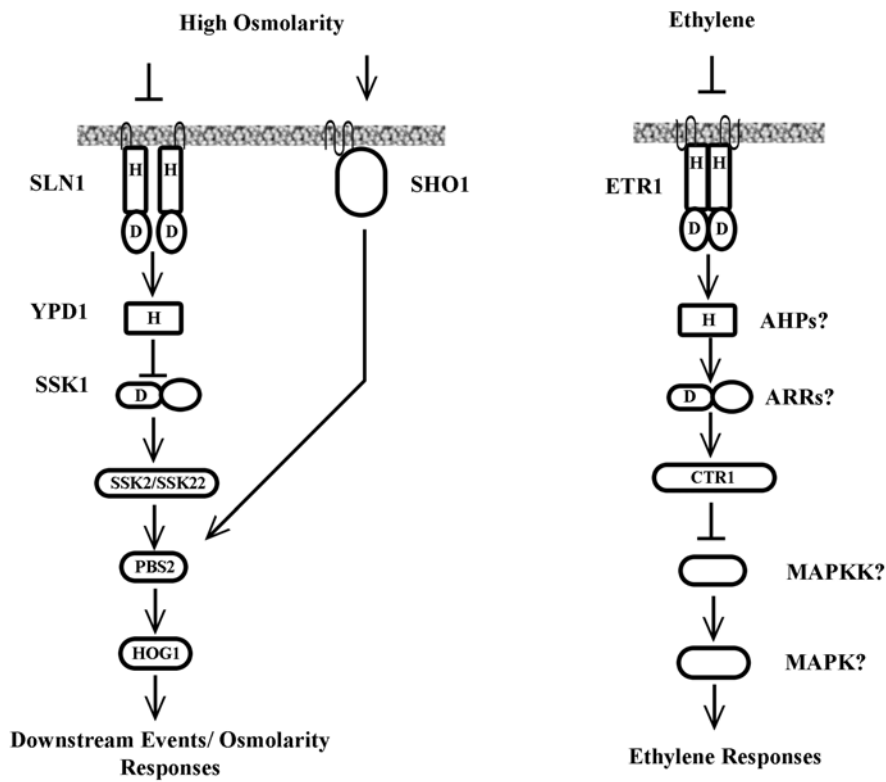 High Osmolarity
SLN1
H H
D D
SHO1
YPD1
H
SSK1
D
SSK2/SSK22
PBS2
HOG1
Downstream Events/ Osmolarity
Responses
Ethylene
ETR1
H H
D D
H
AHPs?
D
ARRs?
CTR1
MAPKK?
MAPK?
Ethylene Responses